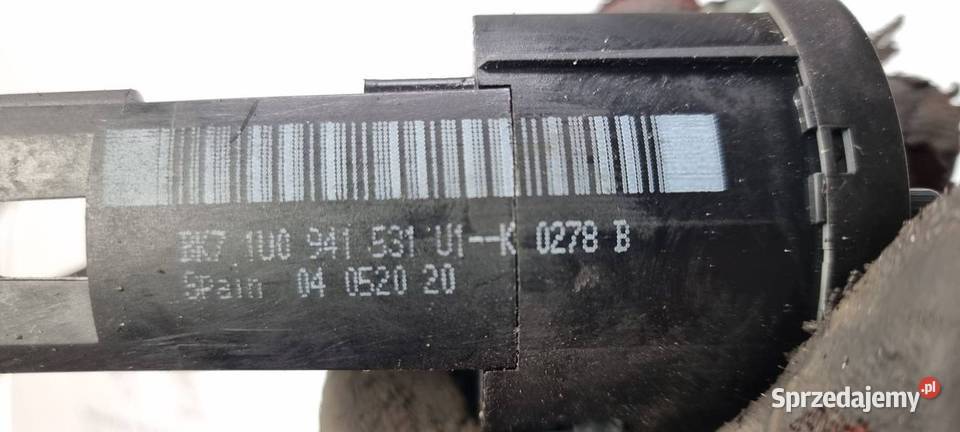 BK7 1U0 941 531 U1--K 0278 B
Spain 04 0520 20
Sprzedajemy.pl